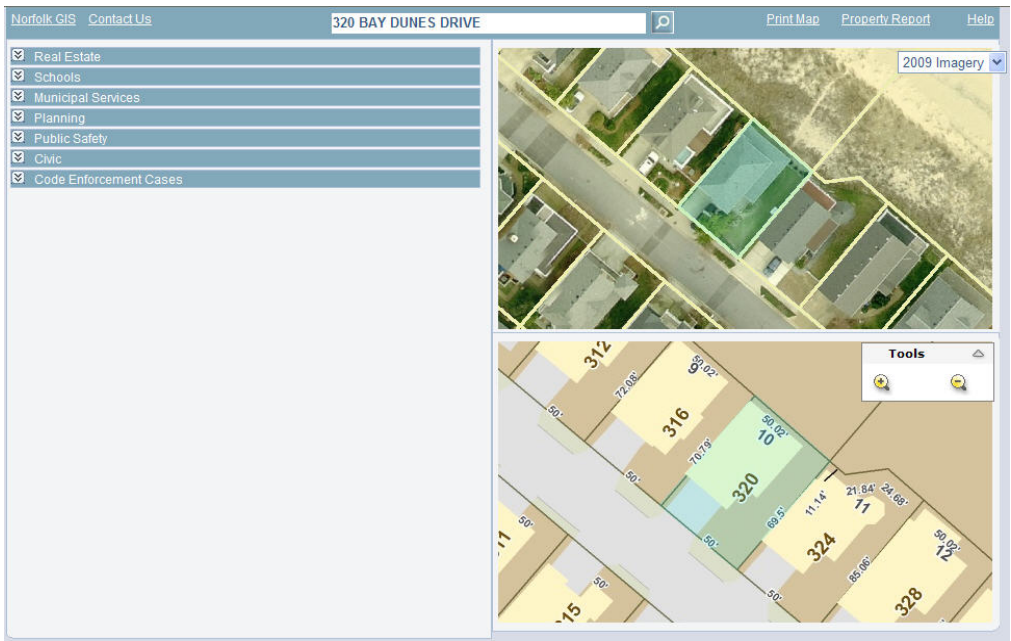 Norfolk GIS Contact Us 320 BAY DUNES DRIVE Print Map Property Report Help
Real Estate
Schools
Municipal Services
Planning
Public Safety
Civic
Code Enforcement Cases
2009 Imagery
Tools
312
9
50.02'
72.08'
316
50'
50.02'
10
70.79'
320
50'
69.5'
50'
11.14'
21.84'
24.68'
11
324
50.02'
12
85.06'
328
50'
50'
11
50'
315